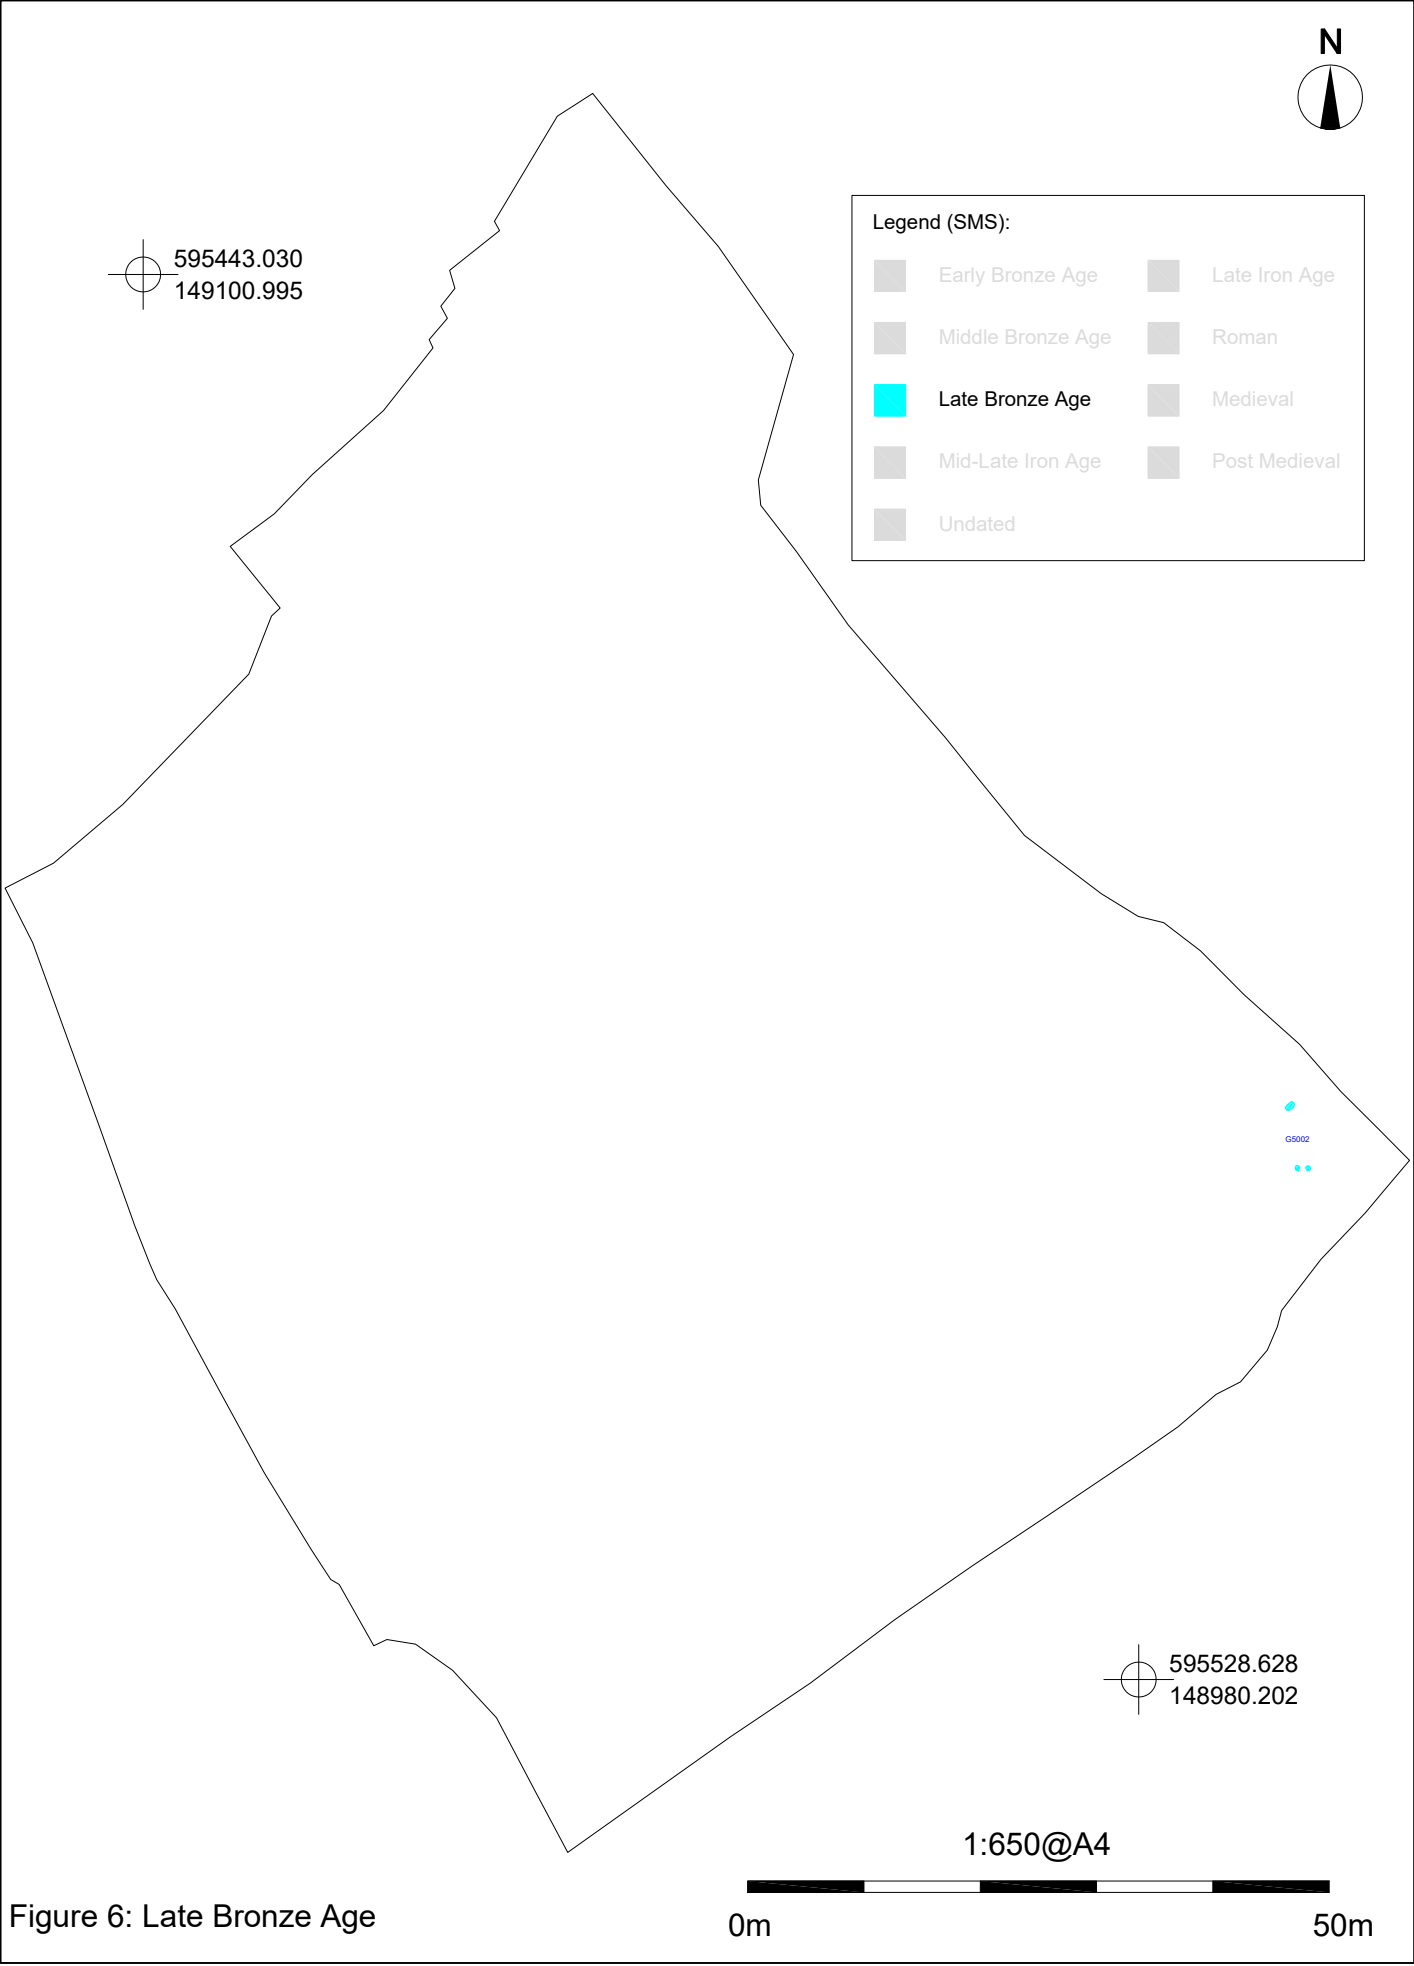 N
595443.030
149100.995
Legend (SMS):
Early Bronze Age
Late Iron Age
Middle Bronze Age
Roman
Late Bronze Age
Medieval
Mid-Late Iron Age
Post Medieval
Undated
G5002
595528.628
148980.202
1:650@A4
0m
50m
Figure 6: Late Bronze Age